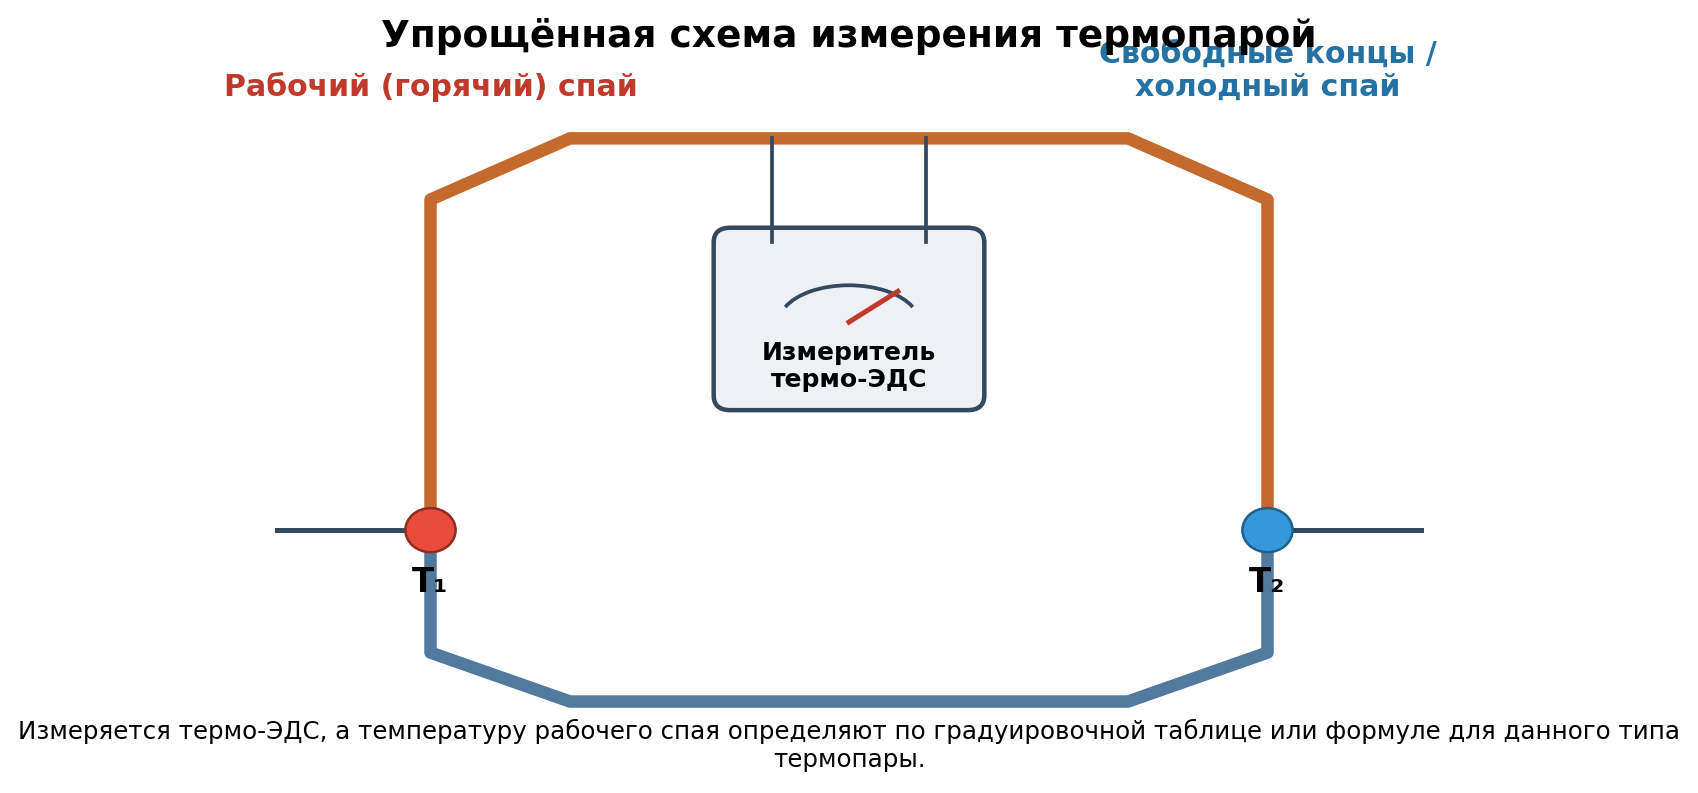 Упрощённая схема измерения термопарой
Рабочий (горячий) спай
Свободные концы /
холодный спай
Измеритель
термо-ЭДС
T₁
T₂
Измеряется термо-ЭДС, а температуру рабочего спая определяют по градуировочной таблице или формуле для данного типа
термопары.